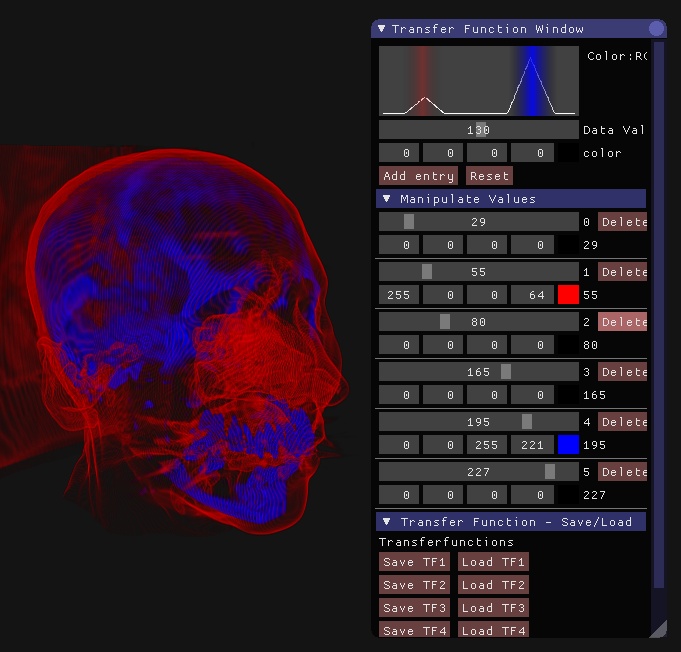 Transfer Function Window
Color:R
130 Data Val
0 0 0 0 color
Add entry Reset
Manipulate Values
29 0 Delete
0 0 0 0 29
55 1 Delete
255 0 0 64 55
80 2 Delete
0 0 0 0 80
165 3 Delete
0 0 0 0 165
195 4 Delete
0 0 255 221 195
227 5 Delete
0 0 0 0 227
Transfer Function - Save/Load
Transferfunctions
Save TF1 Load TF1
Save TF2 Load TF2
Save TF3 Load TF3
Save TF4 Load TF4